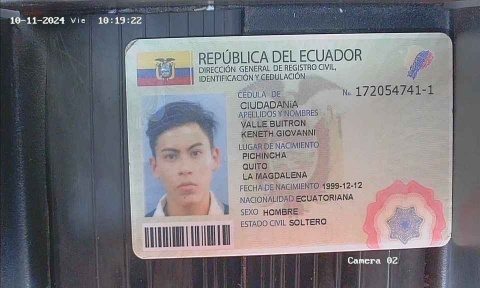 10-11-2024 Vie 10:19:22
REPÚBLICA DEL ECUADOR
DIRECCIÓN GENERAL DE REGISTRO CIVIL,
IDENTIFICACIÓN Y CEDULACIÓN
CÉDULA DE No. 172054741-1
CIUDADANÍA
APELLIDOS Y NOMBRES
VALLE BUITRON
KENETH GIOVANNI
LUGAR DE NACIMIENTO
PICHINCHA
QUITO
LA MAGDALENA
FECHA DE NACIMIENTO 1999-12-12
NACIONALIDAD ECUATORIANA
SEXO HOMBRE
ESTADO CIVIL SOLTERO
Camera 02